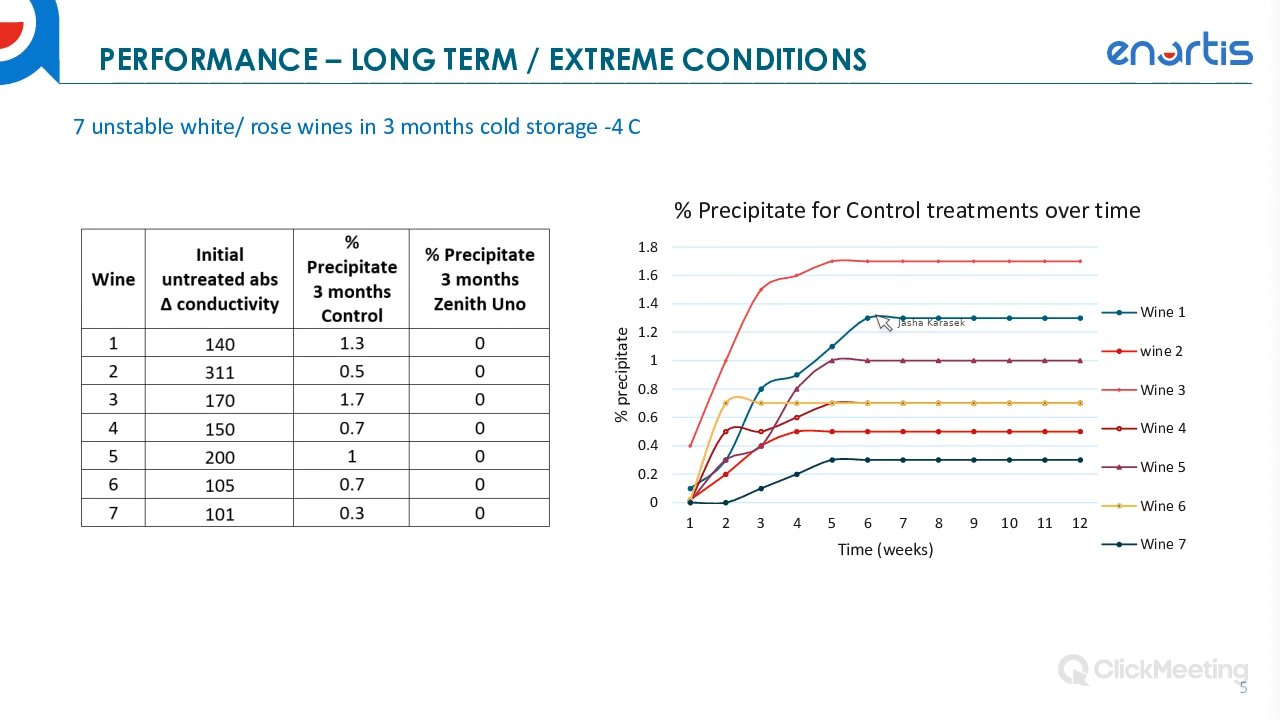 PERFORMANCE – LONG TERM / EXTREME CONDITIONS
enartis
7 unstable white/ rose wines in 3 months cold storage -4 C
Wine
Initial
untreated abs
Δ conductivity
%
Precipitate
3 months
Control
% Precipitate
3 months
Zenith Uno
1 140 1.3 0
2 311 0.5 0
3 170 1.7 0
4 150 0.7 0
5 200 1 0
6 105 0.7 0
7 101 0.3 0
% Precipitate for Control treatments over time
% precipitate
1.8
1.6
1.4
1.2
1
0.8
0.6
0.4
0.2
0
1 2 3 4 5 6 7 8 9 10 11 12
Time (weeks)
Jasha Karasek
Wine 1
wine 2
Wine 3
Wine 4
Wine 5
Wine 6
Wine 7
ClickMeeting
5